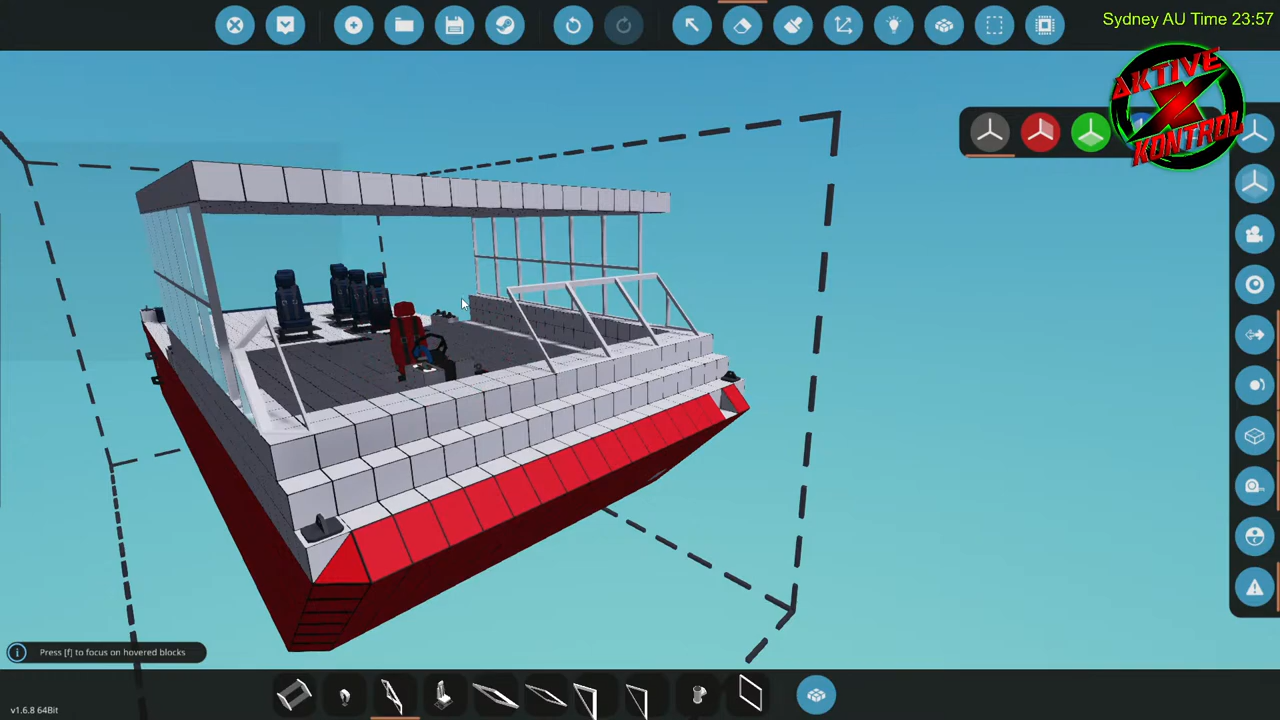 Sydney AU Time 23:57
AKTIVE
X
KONTROL
Press [f] to focus on hovered blocks
v1.6.8 64Bit